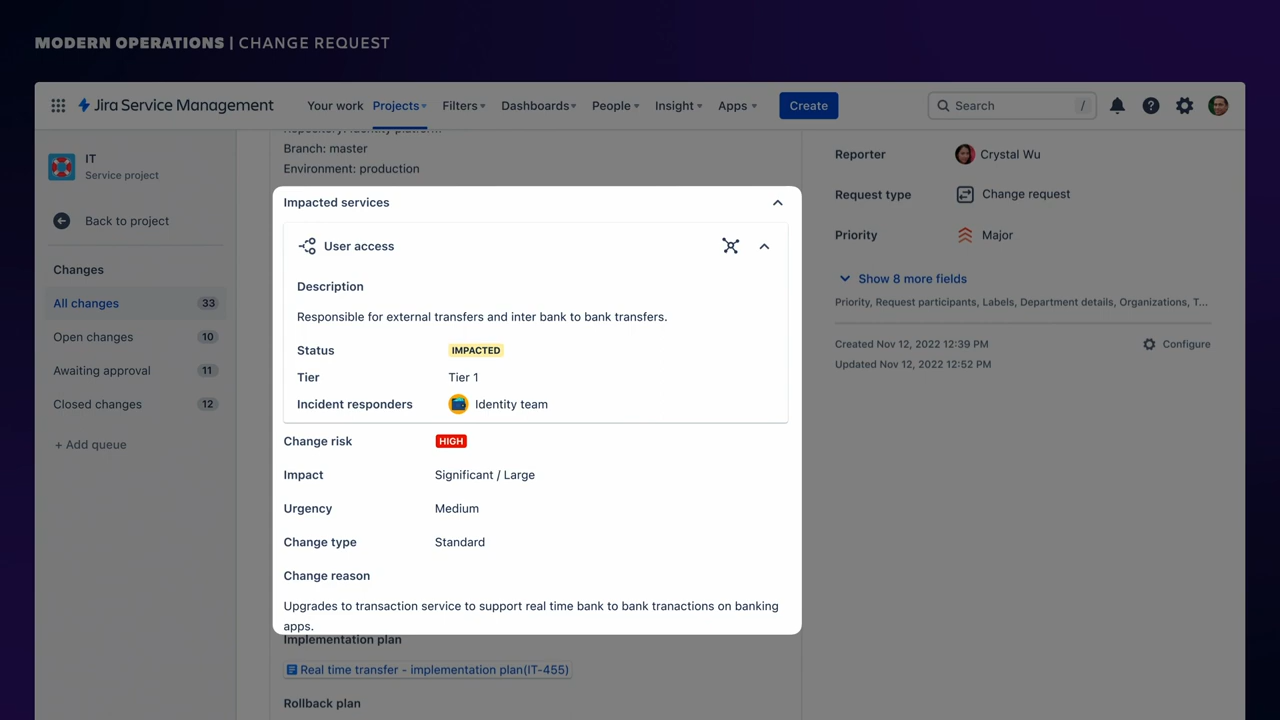 MODERN OPERATIONS | CHANGE REQUEST
Jira Service Management
Your work
Projects
Filters
Dashboards
People
Insight
Apps
Create
Search
/
IT
Service project
Back to project
Changes
All changes 33
Open changes 10
Awaiting approval 11
Closed changes 12
+ Add queue
Branch: master
Environment: production
Impacted services
User access
Description
Responsible for external transfers and inter bank to bank transfers.
Status IMPACTED
Tier Tier 1
Incident responders Identity team
Change risk HIGH
Impact Significant / Large
Urgency Medium
Change type Standard
Change reason
Upgrades to transaction service to support real time bank to bank tranactions on banking
apps.
Implementation plan
Real time transfer - implementation plan(IT-455)
Rollback plan
Reporter Crystal Wu
Request type Change request
Priority Major
Show 8 more fields
Priority, Request participants, Labels, Department details, Organizations, T...
Created Nov 12, 2022 12:39 PM
Configure
Updated Nov 12, 2022 12:52 PM